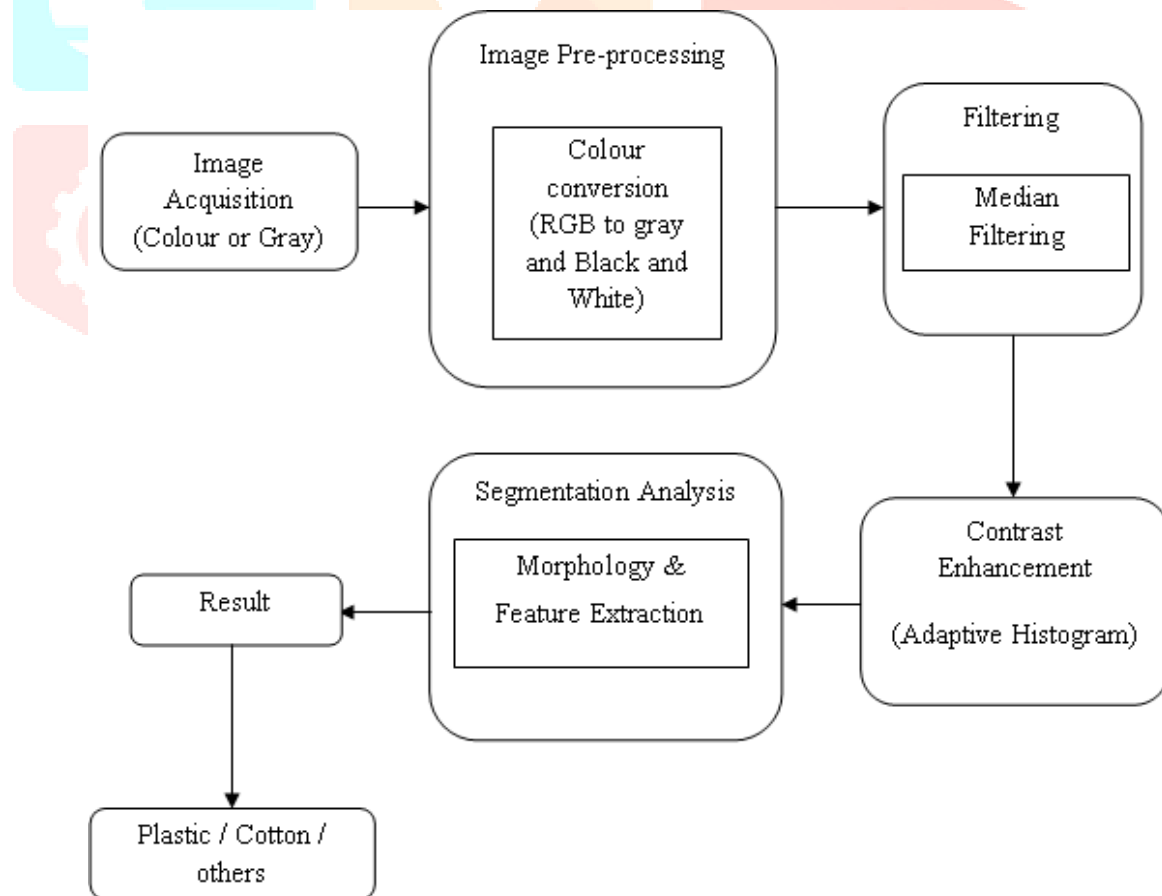 Image
Acquisition
(Colour or Gray)
Image Pre-processing
Colour
conversion
(RGB to gray
and Black and
White)
Filtering
Median
Filtering
Contrast
Enhancement
(Adaptive Histogram)
Segmentation Analysis
Morphology &
Feature Extraction
Result
Plastic / Cotton /
others